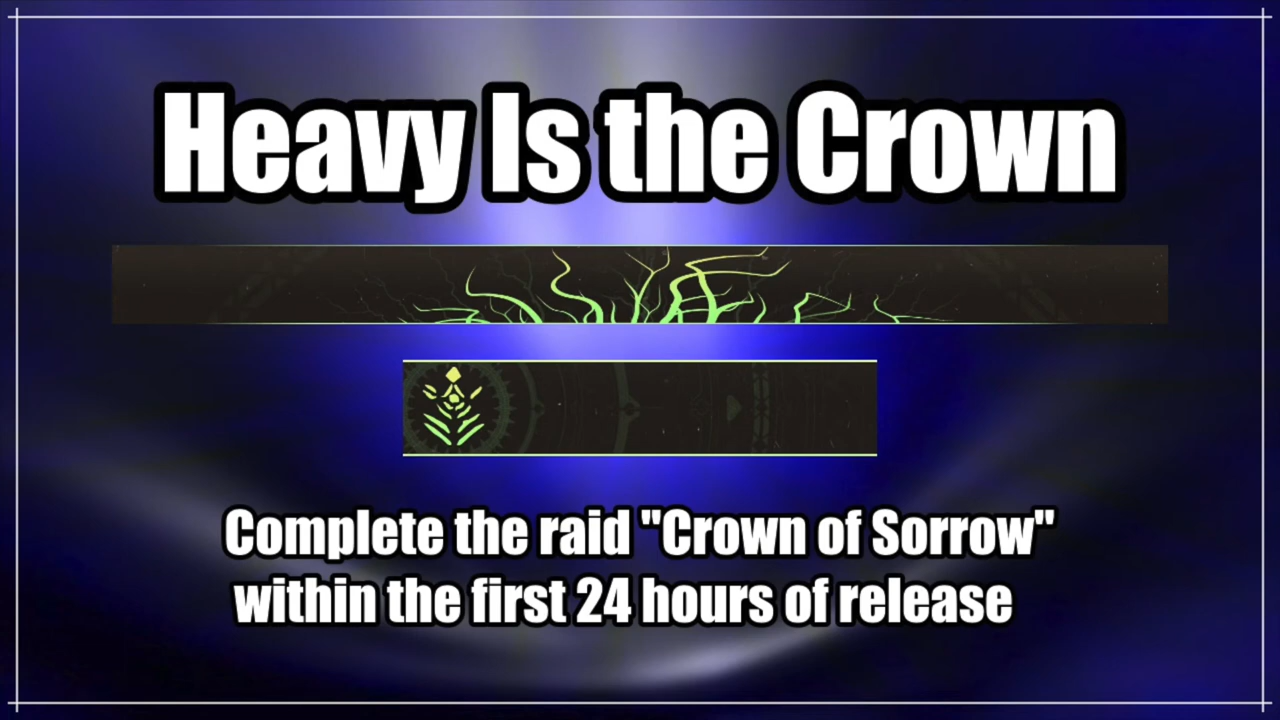 Heavy Is the Crown
Complete the raid "Crown of Sorrow"
within the first 24 hours of release